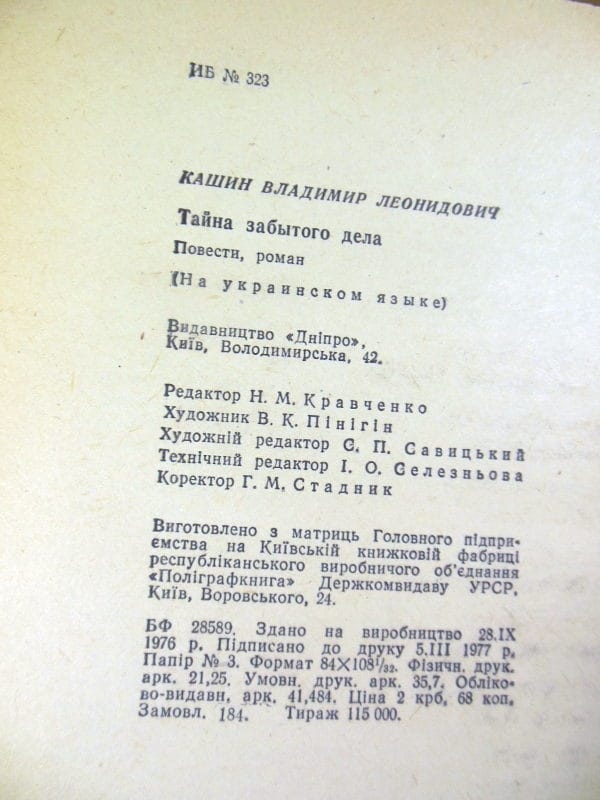 ИБ № 323
КАШИН ВЛАДИМИР ЛЕОНИДОВИЧ
Тайна забытого дела
Повести, роман
(На украинском языке)
Видавництво «Дніпро»,
Київ, Володимирська, 42.
Редактор Н. М. Кравченко
Художник В. К. Пінігін
Художній редактор С. П. Савицький
Технічний редактор І. О. Селезньова
Коректор Г. М. Стадник
Виготовлено з матриць Головного підпри-
ємства на Київській книжковій фабриці
республіканського виробничого об'єднання
«Поліграфкнига» Держкомвидаву УРСР,
Київ, Воровського, 24.
БФ 28589. Здано на виробництво 28.IX
1976 р. Підписано до друку 5.III 1977 р.
Папір № 3. Формат 84×108¹/₃₂. Фізичн. друк.
арк. 21,25. Умовн. друк. арк. 35,7. Обліко-
во-видавн. арк. 41,484. Ціна 2 крб. 68 коп.
Замовл. 184. Тираж 115 000.